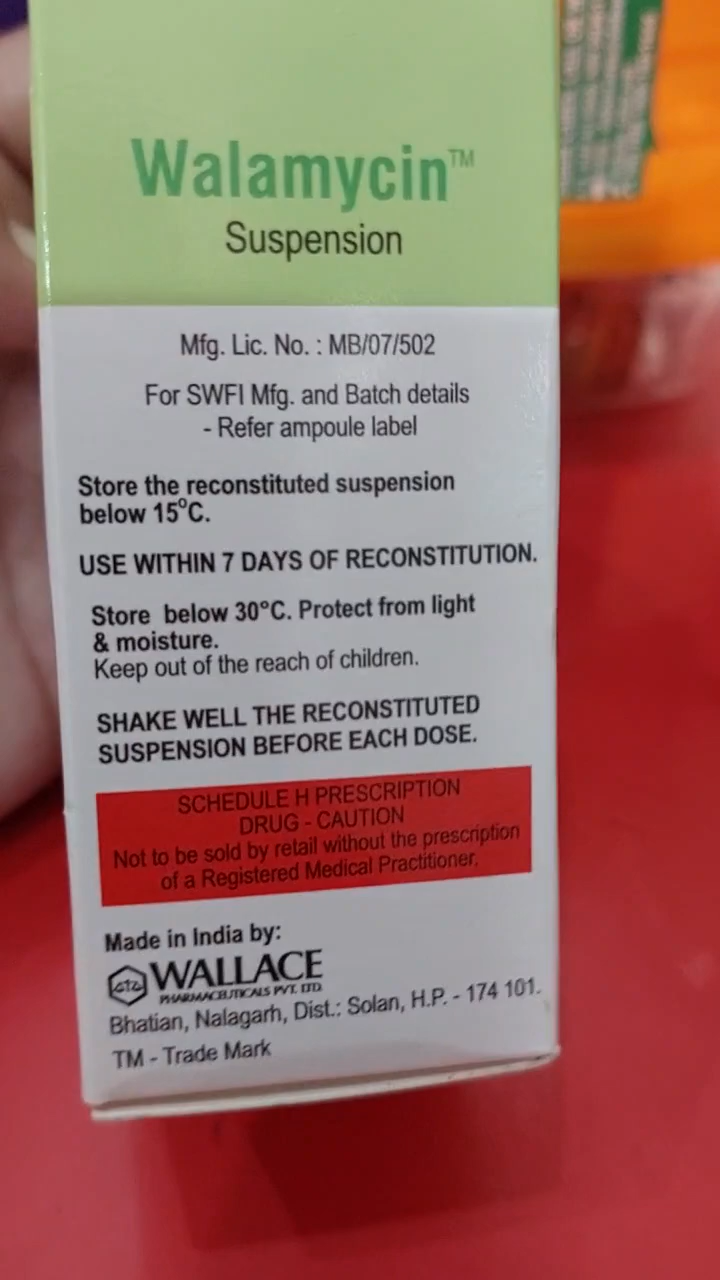 Walamycin™
Suspension
Mfg. Lic. No. : MB/07/502
For SWFI Mfg. and Batch details
- Refer ampoule label
Store the reconstituted suspension
below 15°C.
USE WITHIN 7 DAYS OF RECONSTITUTION.
Store below 30°C. Protect from light
& moisture.
Keep out of the reach of children.
SHAKE WELL THE RECONSTITUTED
SUSPENSION BEFORE EACH DOSE.
SCHEDULE H PRESCRIPTION
DRUG - CAUTION
Not to be sold by retail without the prescription
of a Registered Medical Practitioner.
Made in India by:
WALLACE
PHARMACEUTICALS PVT. LTD.
Bhatian, Nalagarh, Dist.: Solan, H.P. - 174 101.
TM - Trade Mark